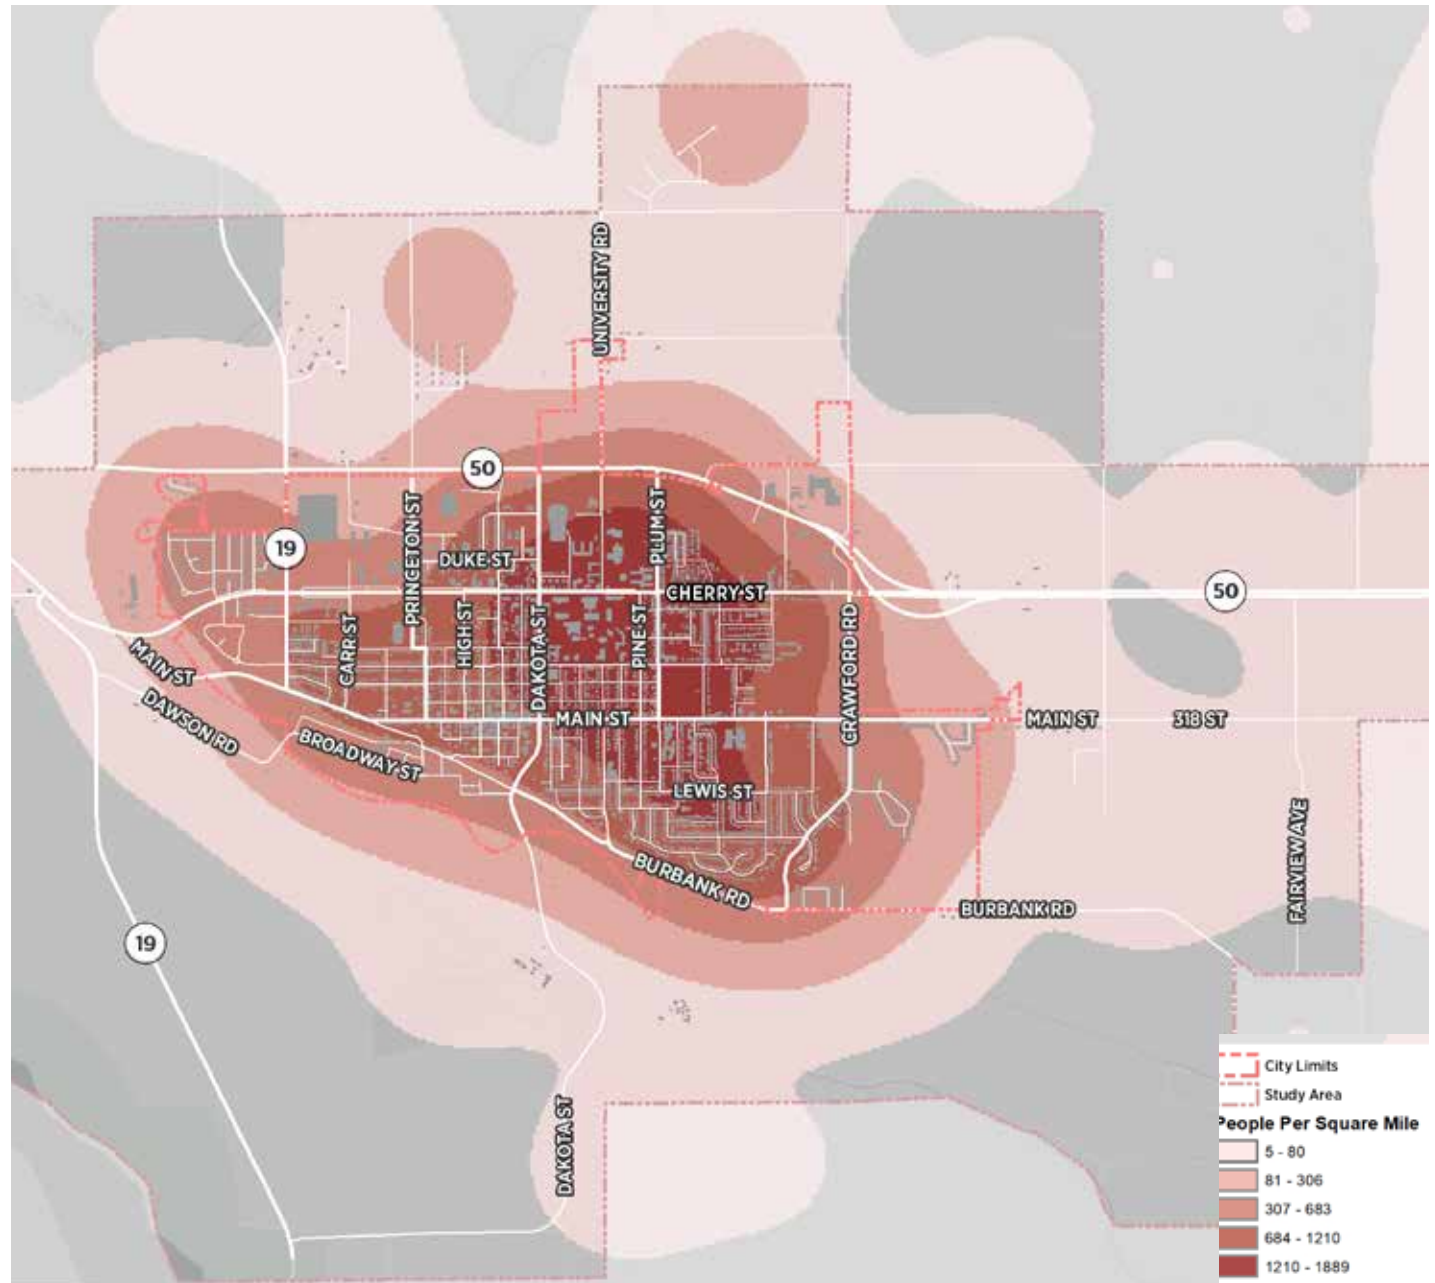 UNIVERSITY RD
50
PRINCETON ST
PLUM ST
19
DUKE ST
CHERRY ST
50
CARR ST
HIGH ST
DAKOTA ST
PINE ST
CRAWFORD RD
MAIN ST
DAWSON RD
MAIN ST
MAIN ST
318 ST
BROADWAY ST
LEWIS ST
FAIRVIEW AVE
BURBANK RD
BURBANK RD
19
DAKOTA ST
City Limits
Study Area
People Per Square Mile
5 - 80
81 - 306
307 - 683
684 - 1210
1210 - 1889